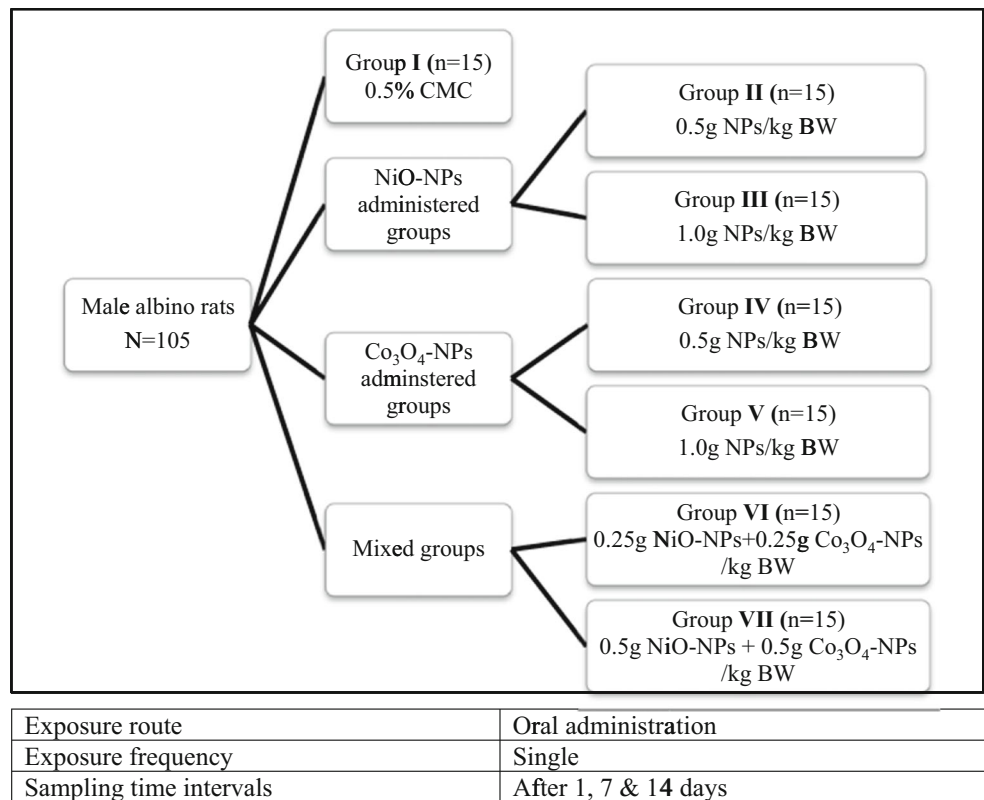 Group I (n=15)
0.5% CMC
Group II (n=15)
0.5g NPs/kg BW
NiO-NPs
administered
groups
Group III (n=15)
1.0g NPs/kg BW
Male albino rats
N=105
Group IV (n=15)
0.5g NPs/kg BW
Co₃O₄-NPs
adminstered
groups
Group V (n=15)
1.0g NPs/kg BW
Mixed groups
Group VI (n=15)
0.25g NiO-NPs+0.25g Co₃O₄-NPs
/kg BW
Group VII (n=15)
0.5g NiO-NPs + 0.5g Co₃O₄-NPs
/kg BW
Exposure route Oral administration
Exposure frequency Single
Sampling time intervals After 1, 7 & 14 days